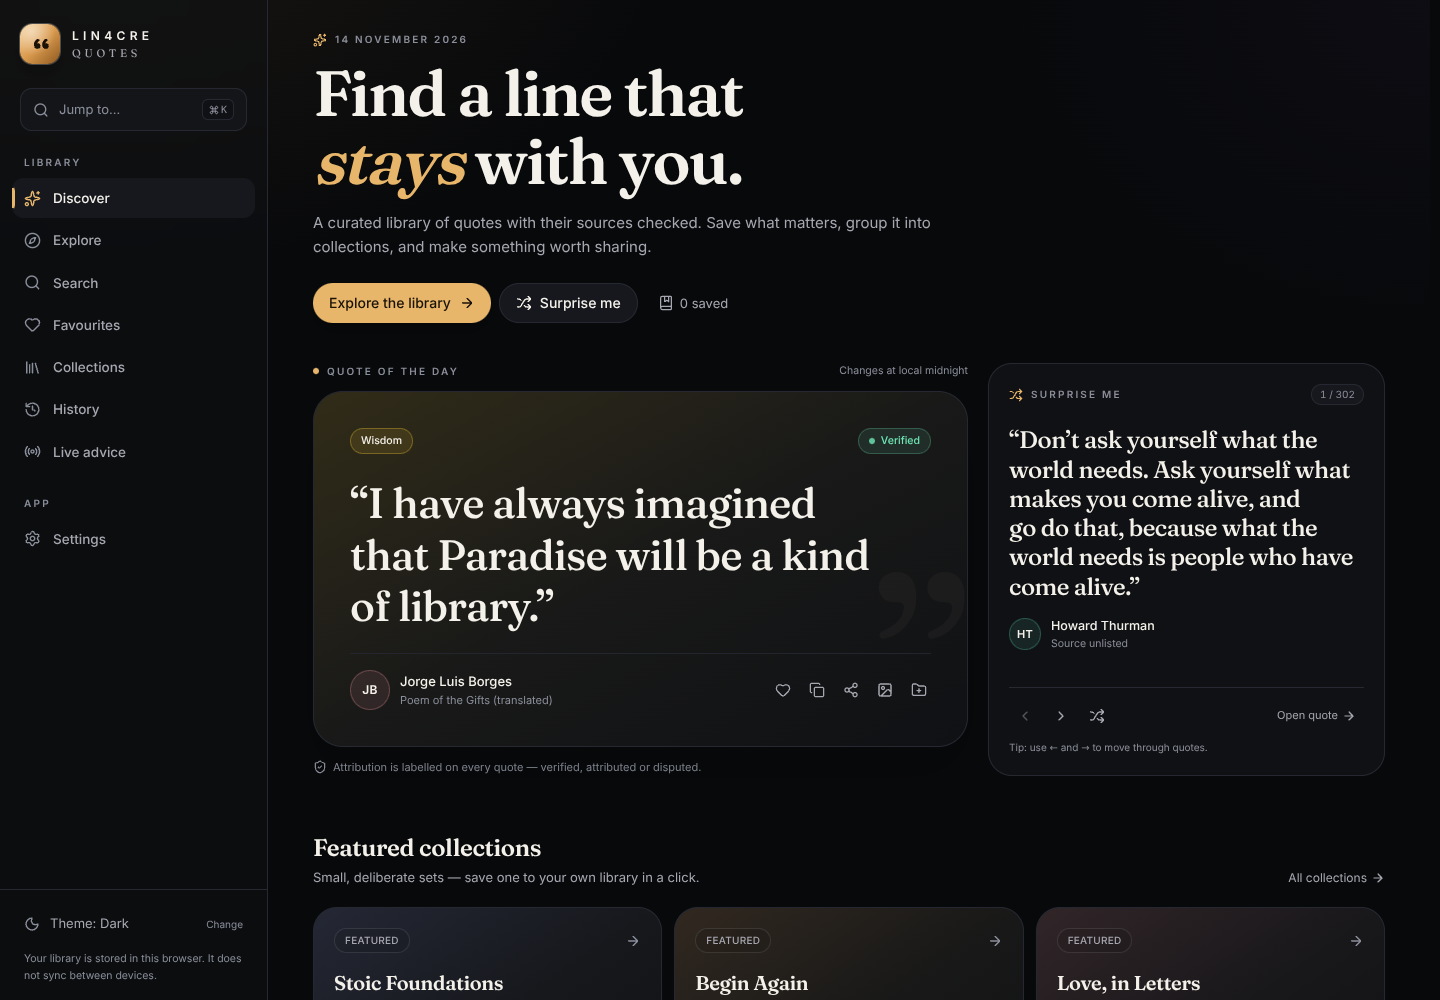 LIN4CRE
QUOTES
Jump to...
⌘K
LIBRARY
Discover
Explore
Search
Favourites
Collections
History
Live advice
APP
Settings
Theme: Dark
Change
Your library is stored in this browser. It does
not sync between devices.
14 NOVEMBER 2026
Find a line that
stays with you.
A curated library of quotes with their sources checked. Save what matters, group it into
collections, and make something worth sharing.
Explore the library
Surprise me
0 saved
QUOTE OF THE DAY
Changes at local midnight
Wisdom
Verified
“I have always imagined
that Paradise will be a kind
of library.”
JB
Jorge Luis Borges
Poem of the Gifts (translated)
Attribution is labelled on every quote — verified, attributed or disputed.
SURPRISE ME
1 / 302
“Don’t ask yourself what the
world needs. Ask yourself what
makes you come alive, and
go do that, because what the
world needs is people who have
come alive.”
HT
Howard Thurman
Source unlisted
Open quote →
Tip: use ← and → to move through quotes.
Featured collections
Small, deliberate sets — save one to your own library in a click.
All collections →
FEATURED
Stoic Foundations
FEATURED
Begin Again
FEATURED
Love, in Letters